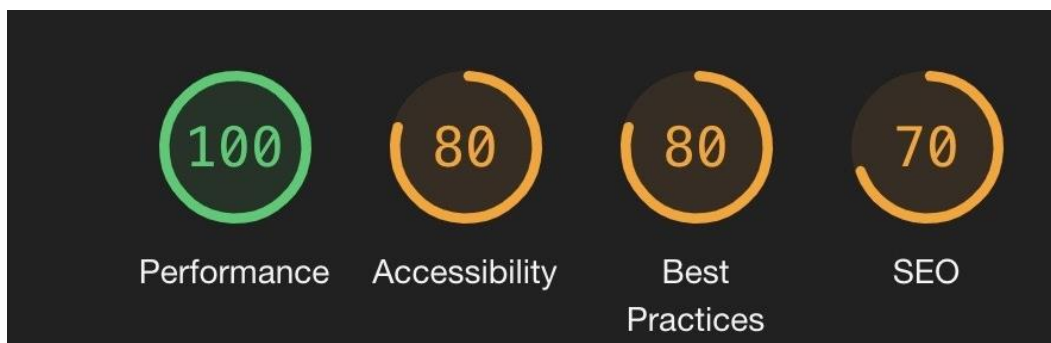 100
80
80
70
Performance
Accessibility
Best
Practices
SEO